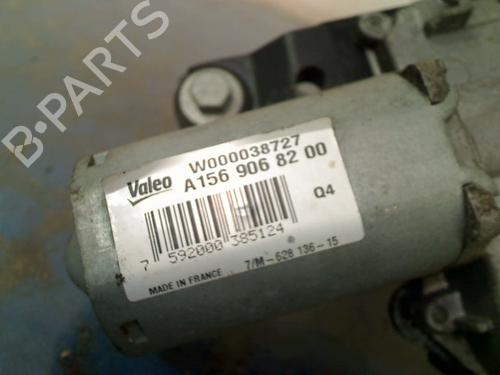 B-PARTS
Valeo
W000038727
A156 906 82 00
Q4
7 592000 385124
MADE IN FRANCE
7/M-628 136-15